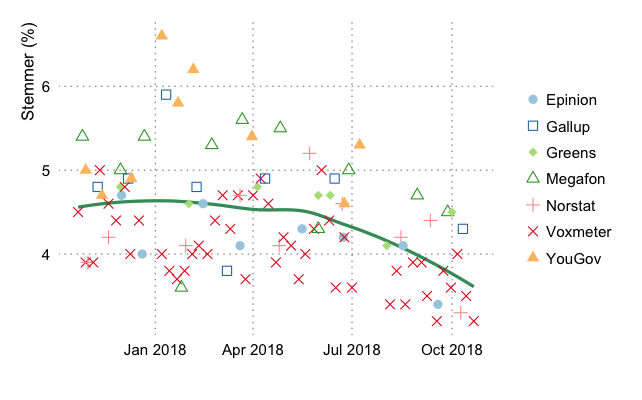 Stemmer (%)
6
5
4
Jan 2018
Apr 2018
Jul 2018
Oct 2018
Epinion
Gallup
Greens
Megafon
Norstat
Voxmeter
YouGov